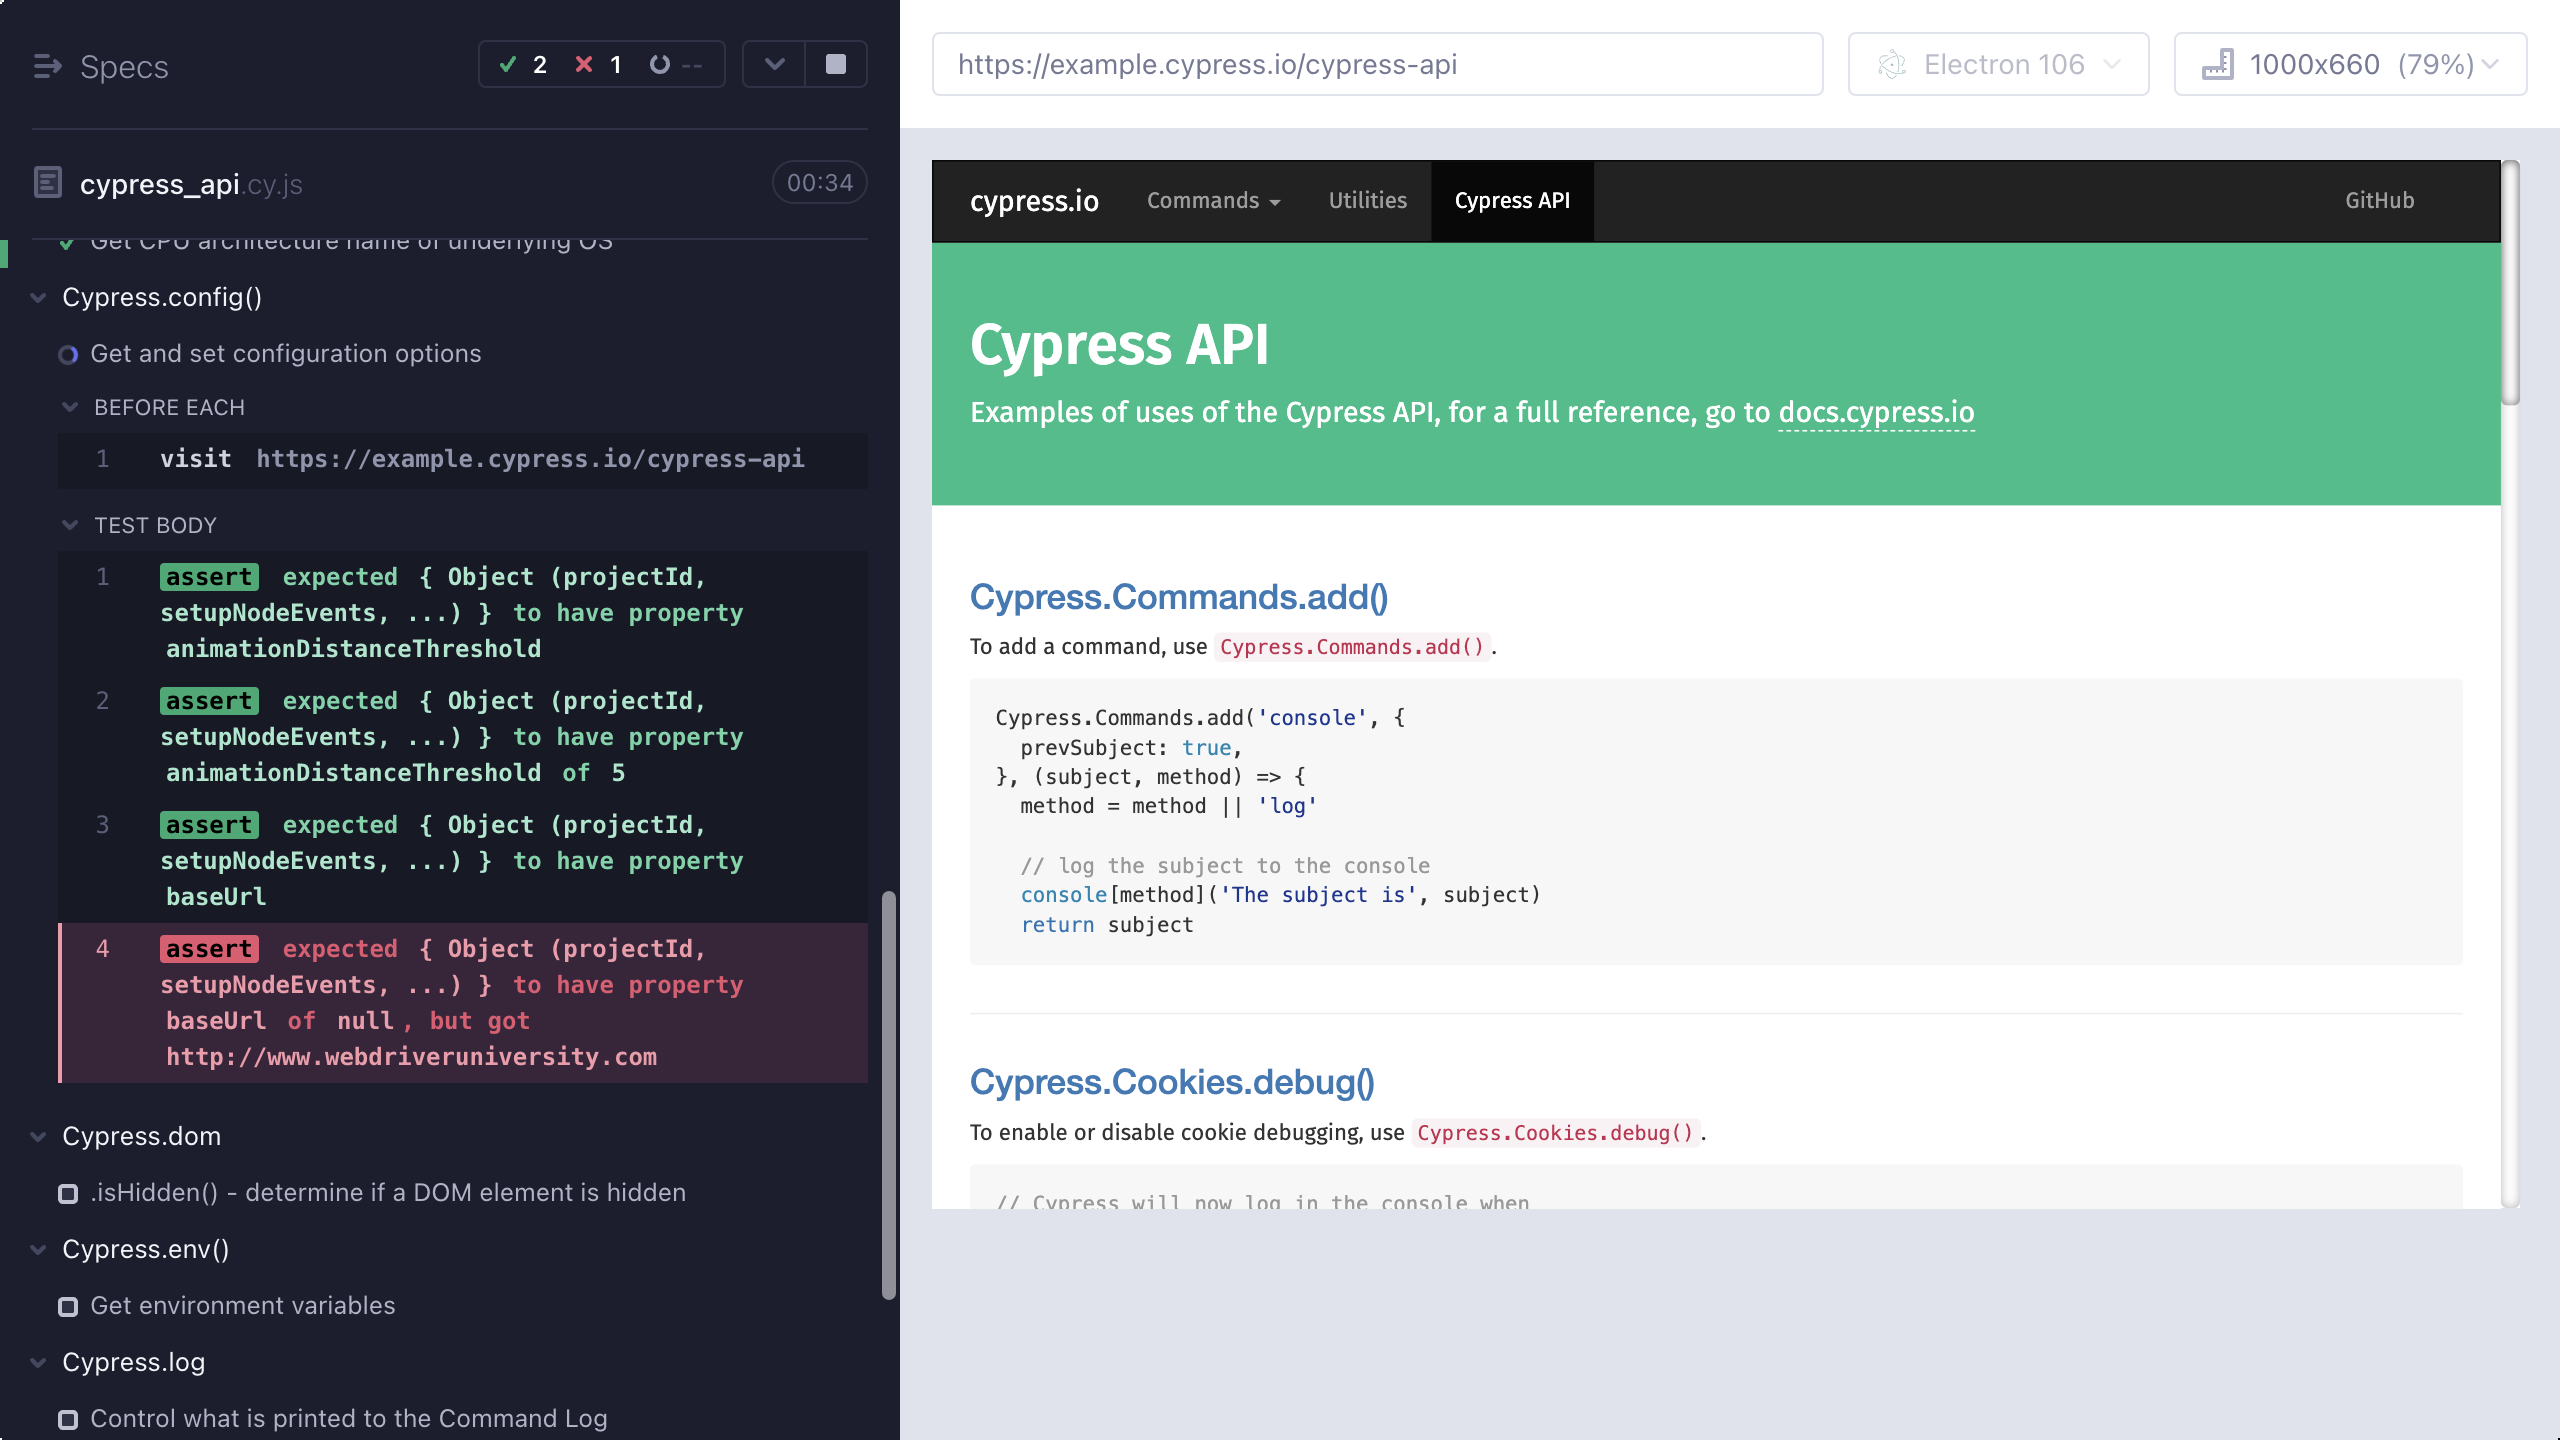 Specs
2 1 --
cypress_api.cy.js
00:34
Get CPU architecture name of underlying OS
Cypress.config()
Get and set configuration options
BEFORE EACH
1 visit https://example.cypress.io/cypress-api
TEST BODY
1 assert expected { Object (projectId,
setupNodeEvents, ...) } to have property
animationDistanceThreshold
2 assert expected { Object (projectId,
setupNodeEvents, ...) } to have property
animationDistanceThreshold of 5
3 assert expected { Object (projectId,
setupNodeEvents, ...) } to have property
baseUrl
4 assert expected { Object (projectId,
setupNodeEvents, ...) } to have property
baseUrl of null, but got
http://www.webdriveruniversity.com
Cypress.dom
.isHidden() - determine if a DOM element is hidden
Cypress.env()
Get environment variables
Cypress.log
Control what is printed to the Command Log
https://example.cypress.io/cypress-api
Electron 106
1000x660 (79%)
cypress.io Commands Utilities Cypress API GitHub
Cypress API
Examples of uses of the Cypress API, for a full reference, go to docs.cypress.io
Cypress.Commands.add()
To add a command, use Cypress.Commands.add().
Cypress.Commands.add('console', {
prevSubject: true,
}, (subject, method) => {
method = method || 'log'
// log the subject to the console
console[method]('The subject is', subject)
return subject
Cypress.Cookies.debug()
To enable or disable cookie debugging, use Cypress.Cookies.debug().
// Cypress will now log in the console when